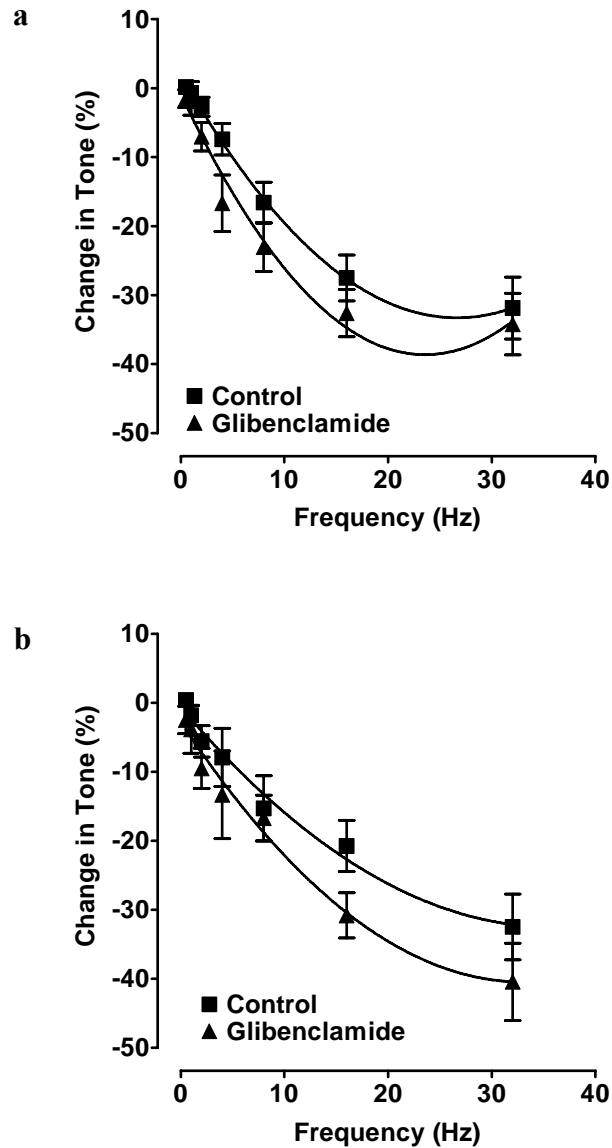 a
10
0
-10
-20
-30
-40
-50
Change in Tone (%)
Control
Glibenclamide
0 10 20 30 40
Frequency (Hz)
b
10
0
-10
-20
-30
-40
-50
Change in Tone (%)
Control
Glibenclamide
0 10 20 30 40
Frequency (Hz)